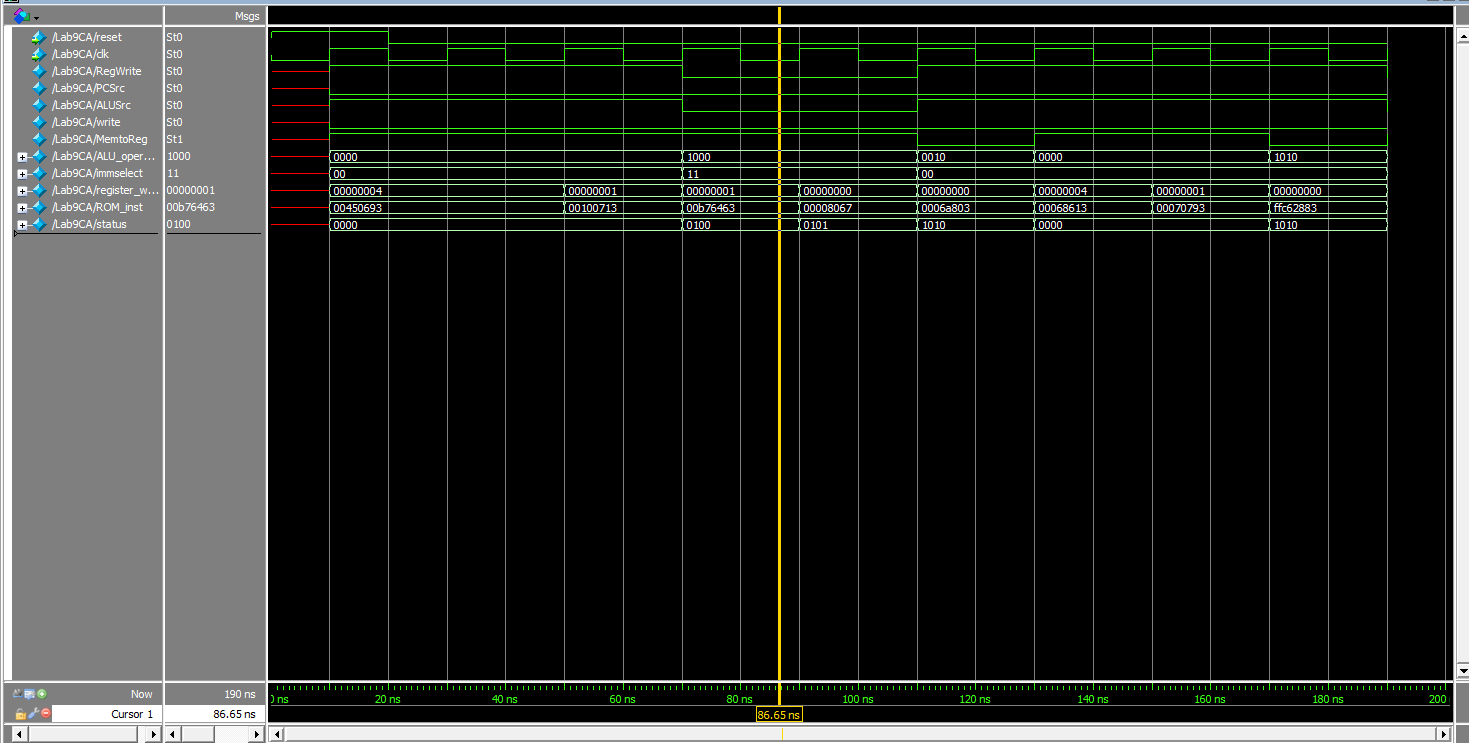 Msgs
/Lab9CA/reset St0
/Lab9CA/clk St0
/Lab9CA/RegWrite St0
/Lab9CA/PCSrc St0
/Lab9CA/ALUSrc St0
/Lab9CA/write St0
/Lab9CA/MemtoReg St1
/Lab9CA/ALU_oper... 1000 0000 1000 0010 0000 1010
/Lab9CA/immselect 11 00 11 00
/Lab9CA/register_w... 00000001 00000004 00000001 00000001 00000000 00000000 00000004 00000001 00000000
/Lab9CA/ROM_inst 00b76463 00450693 00100713 00b76463 00008067 0006a803 00068613 00070793 ffc62883
/Lab9CA/status 0100 0000 0100 0101 1010 0000 1010
Now 190 ns ns 20 ns 40 ns 60 ns 80 ns 100 ns 120 ns 140 ns 160 ns 180 ns 200
Cursor 1 86.65 ns 86.65 ns